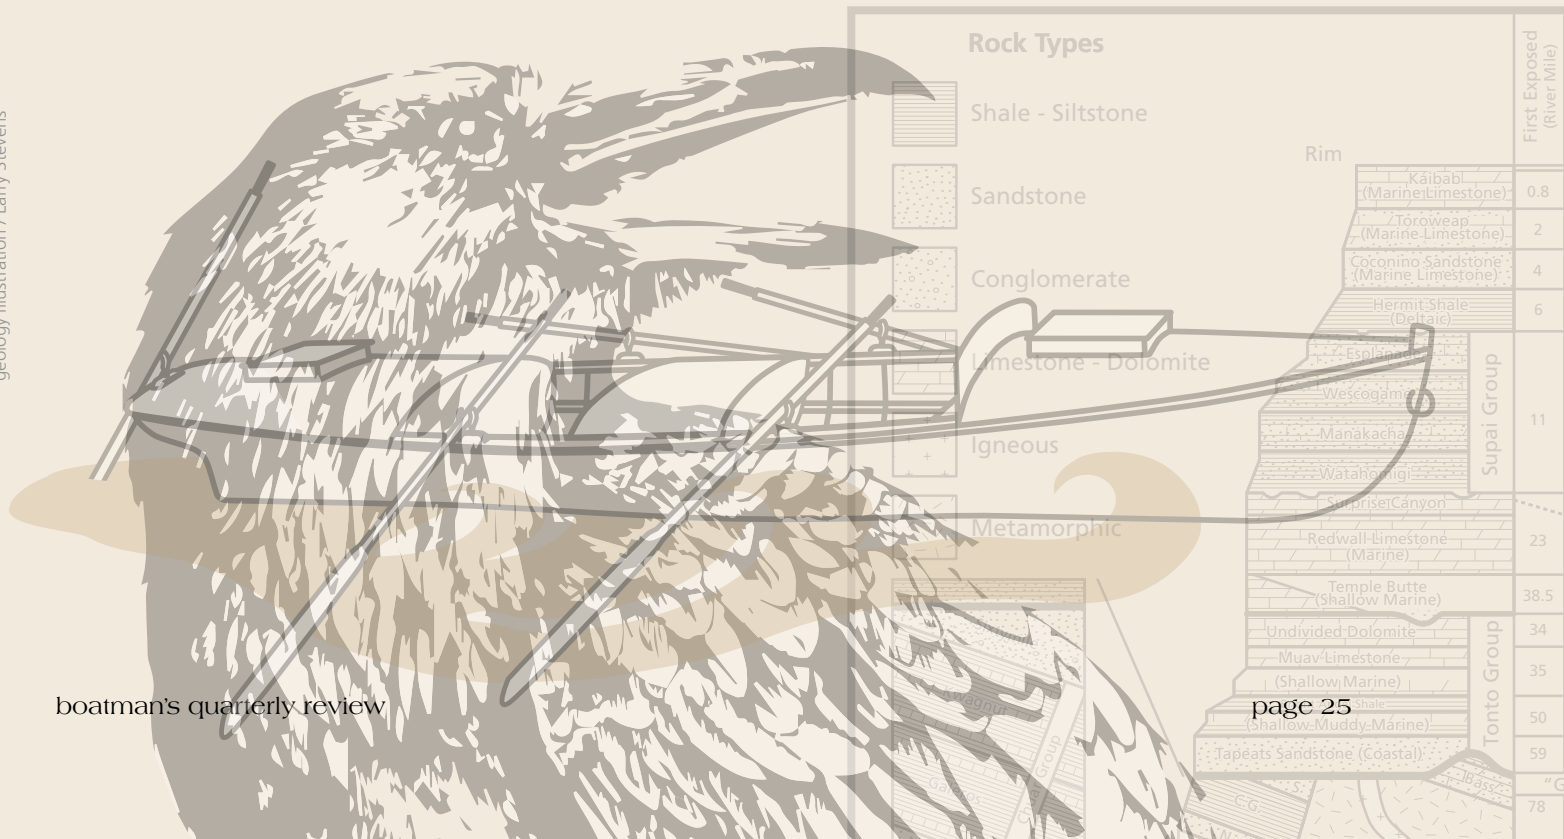 geology illustration / Larry Stevens
Rock Types
Shale - Siltstone
Sandstone
Conglomerate
Limestone - Dolomite
Igneous
Metamorphic
Rim
First Exposed
(River Mile)
Kaibab
(Marine Limestone)
0.8
Toroweap
(Marine Limestone)
2
Coconino Sandstone
(Marine Limestone)
4
Hermit Shale
(Deltaic)
6
Esplanade
Wescogame
Manakacha
Watahomigi
Supai Group
11
Surprise Canyon
Redwall Limestone
(Marine)
23
Temple Butte
(Shallow Marine)
38.5
Undivided Dolomite
34
Muav Limestone
(Shallow Marine)
35
Shale
(Shallow Muddy Marine)
50
Tapeats Sandstone (Coastal)
59
Tonto Group
Bass
78
Kwagunt
Galeros
Group
C.G.
S.
boatman's quarterly review
page 25